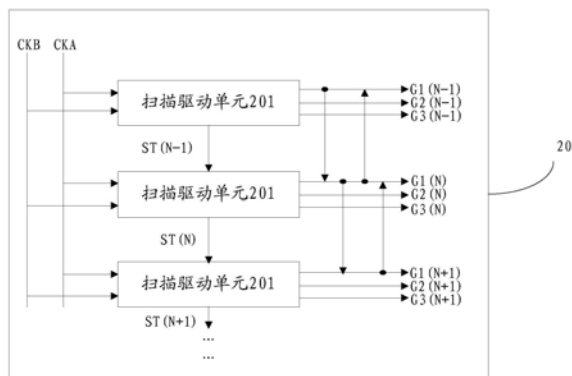 CKB CKA
扫描驱动单元201
G1(N-1)
G2(N-1)
G3(N-1)
ST(N-1)
20
扫描驱动单元201
G1(N)
G2(N)
G3(N)
ST(N)
扫描驱动单元201
G1(N+1)
G2(N+1)
G3(N+1)
ST(N+1)
…
…